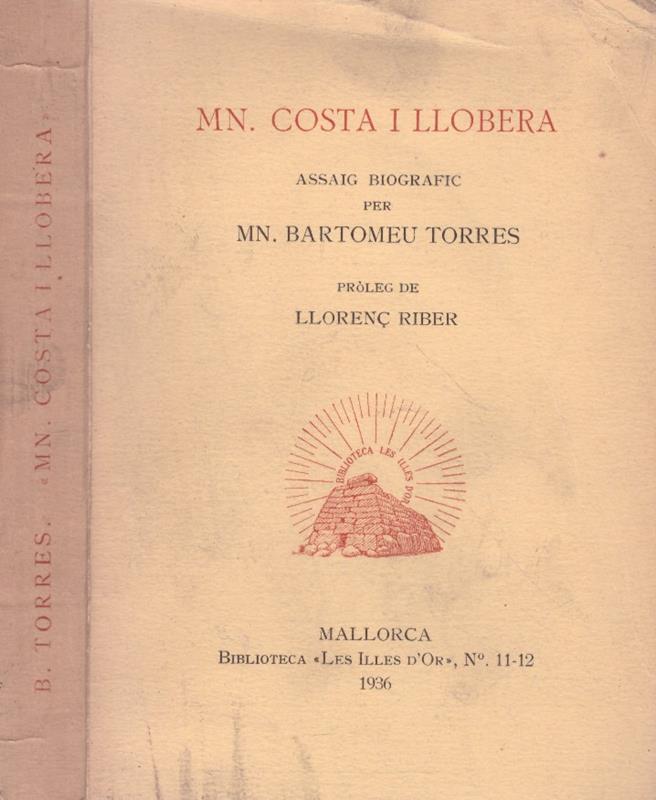 B. TORRES. «MN. COSTA I LLOBERA»
MN. COSTA I LLOBERA
ASSAIG BIOGRAFIC
PER
MN. BARTOMEU TORRES
PRòLEG DE
LLORENÇ RIBER
BIBLIOTECA LES ILLES D'OR
MALLORCA
BIBLIOTECA «LES ILLES D'OR», Nº. 11-12
1936